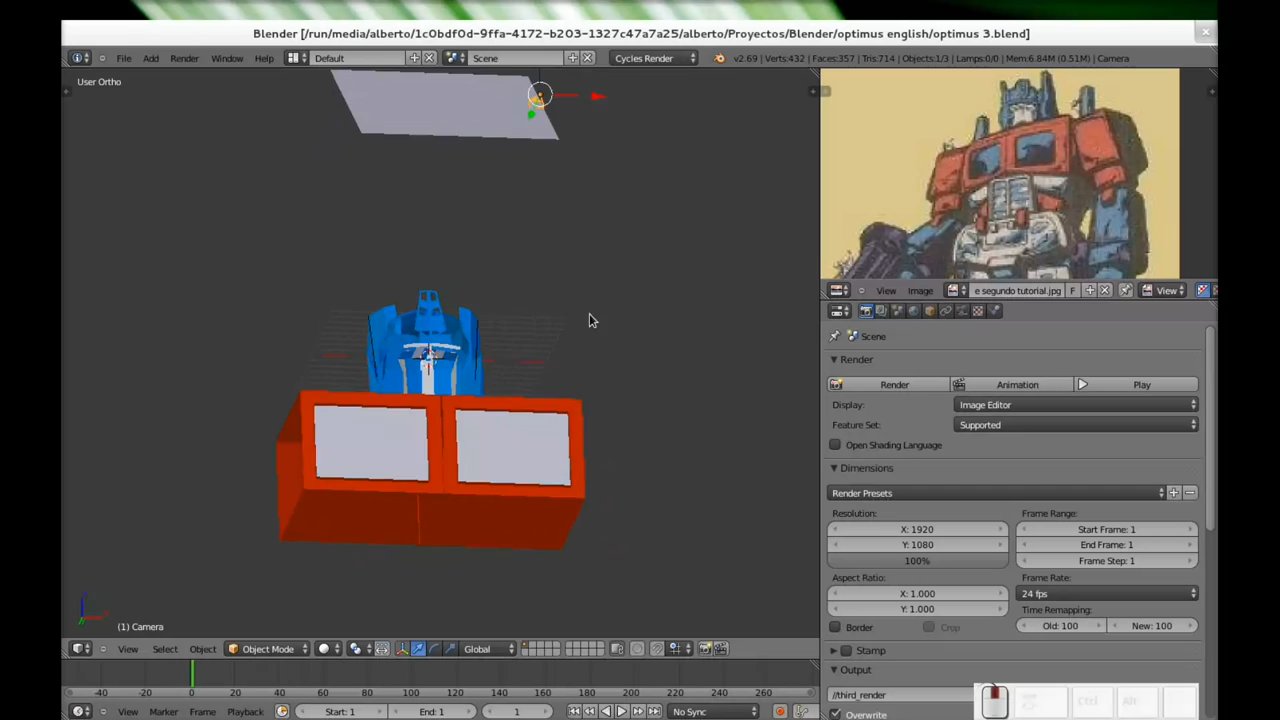 Blender [/run/media/alberto/1c0bdf0d-9ffa-4172-b203-1327c47a7a25/alberto/Proyectos/Blender/optimus english/optimus 3.blend]
File Add Render Window Help Default Scene Cycles Render v2.69 | Verts:432 | Faces:357 | Tris:714 | Objects:1/3 | Lamps:0/0 | Mem:6.84M (0.51M) | Camera
User Ortho
View Image e segundo tutorial.jpg F View
Scene
Render
Render Animation Play
Display: Image Editor
Feature Set: Supported
Open Shading Language
Dimensions
Render Presets
Resolution: Frame Range:
X: 1920 Start Frame: 1
Y: 1080 End Frame: 1
100% Frame Step: 1
Aspect Ratio: Frame Rate:
X: 1.000 24 fps
Y: 1.000 Time Remapping:
Border Crop Old: 100 New: 100
(1) Camera
Stamp
View Select Object Object Mode Global
Output
-40 -20 0 20 40 60 80 100 120 140 160 180 200 220 240 260
//third_render
View Marker Frame Playback Start: 1 End: 1 1 No Sync
Overwrite
Ctrl Alt